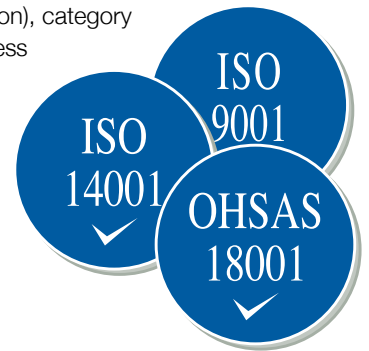 on), category
ess
ISO
9001
ISO
14001
OHSAS
18001